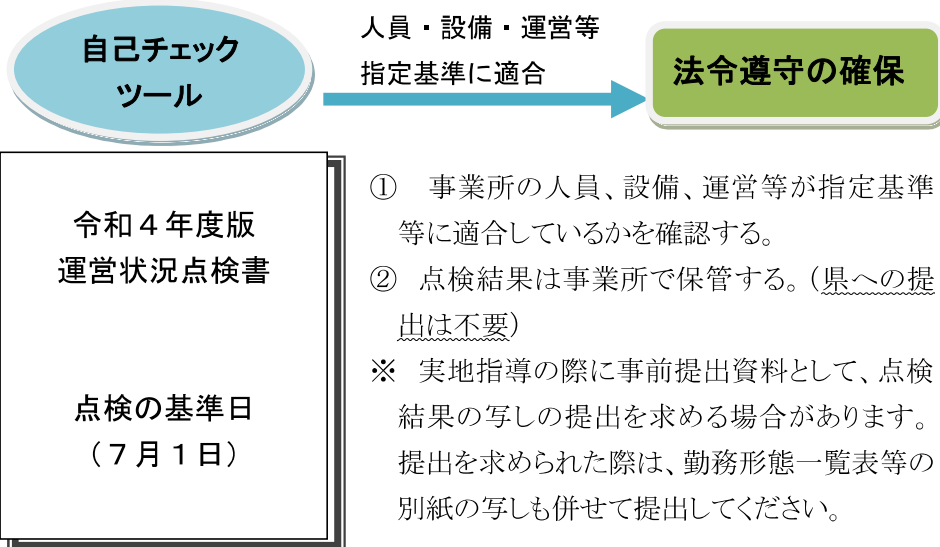 自己チェック
ツール
人員・設備・運営等
指定基準に適合
法令遵守の確保
令和４年度版
運営状況点検書
点検の基準日
（７月１日）
①　事業所の人員、設備、運営等が指定基準
等に適合しているかを確認する。
②　点検結果は事業所で保管する。（県への提
出は不要）
※　実地指導の際に事前提出資料として、点検
結果の写しの提出を求める場合があります。
提出を求められた際は、勤務形態一覧表等の
別紙の写しも併せて提出してください。